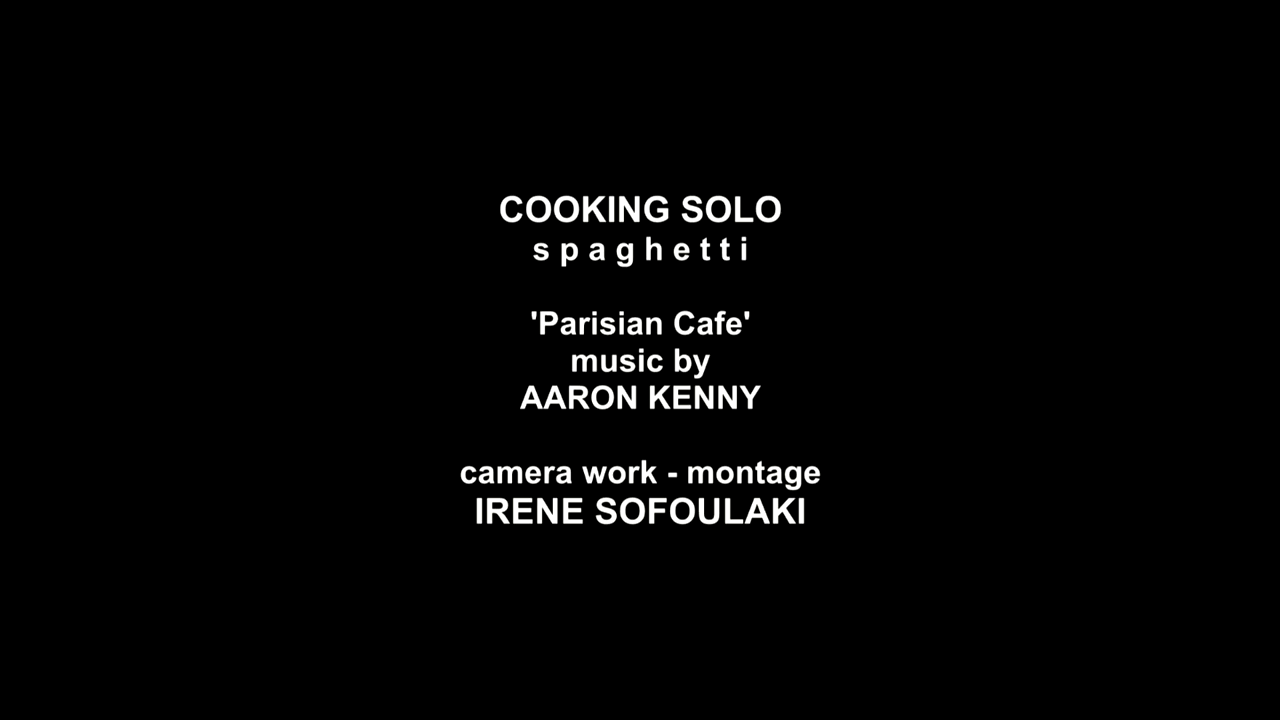 COOKING SOLO
s p a g h e t t i
'Parisian Cafe'
music by
AARON KENNY
camera work - montage
IRENE SOFOULAKI